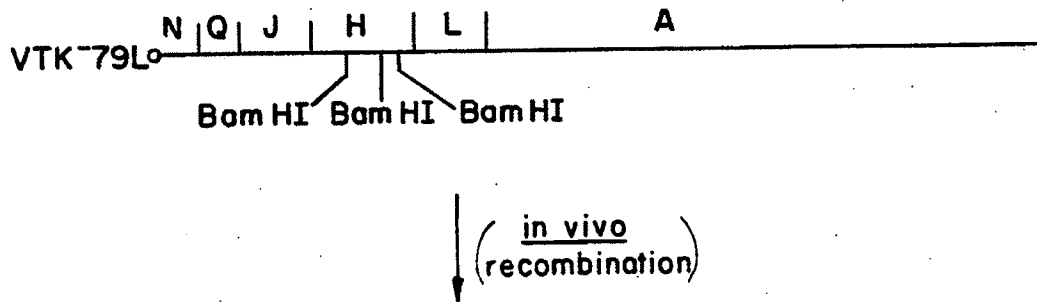 N Q J H L A
VTK⁻79L
Bam HI Bam HI Bam HI
in vivo
(recombination)